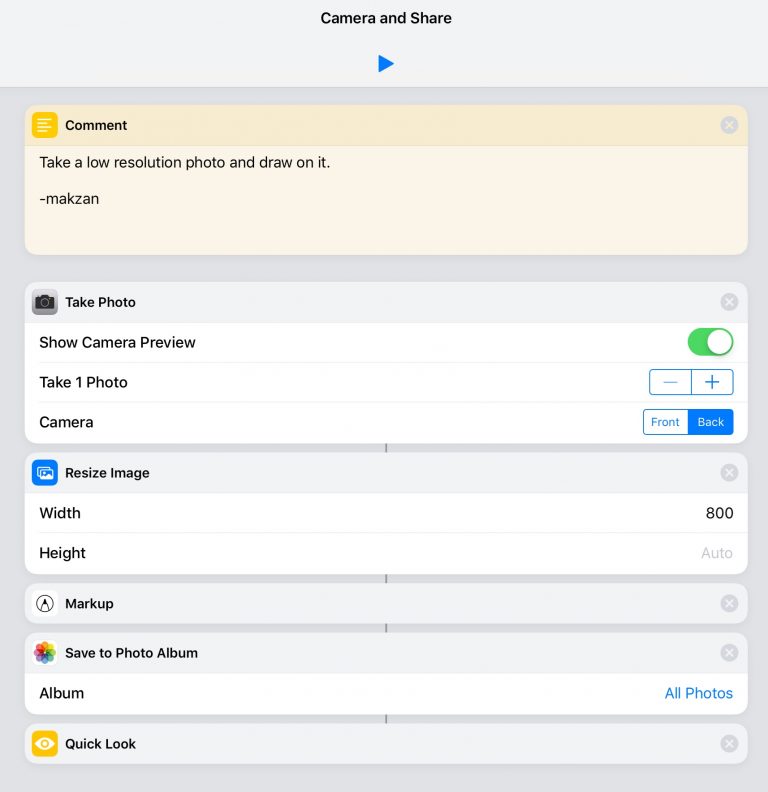 Camera and Share
Comment
Take a low resolution photo and draw on it.
-makzan
Take Photo
Show Camera Preview
Take 1 Photo
Camera Front Back
Resize Image
Width 800
Height Auto
Markup
Save to Photo Album
Album All Photos
Quick Look